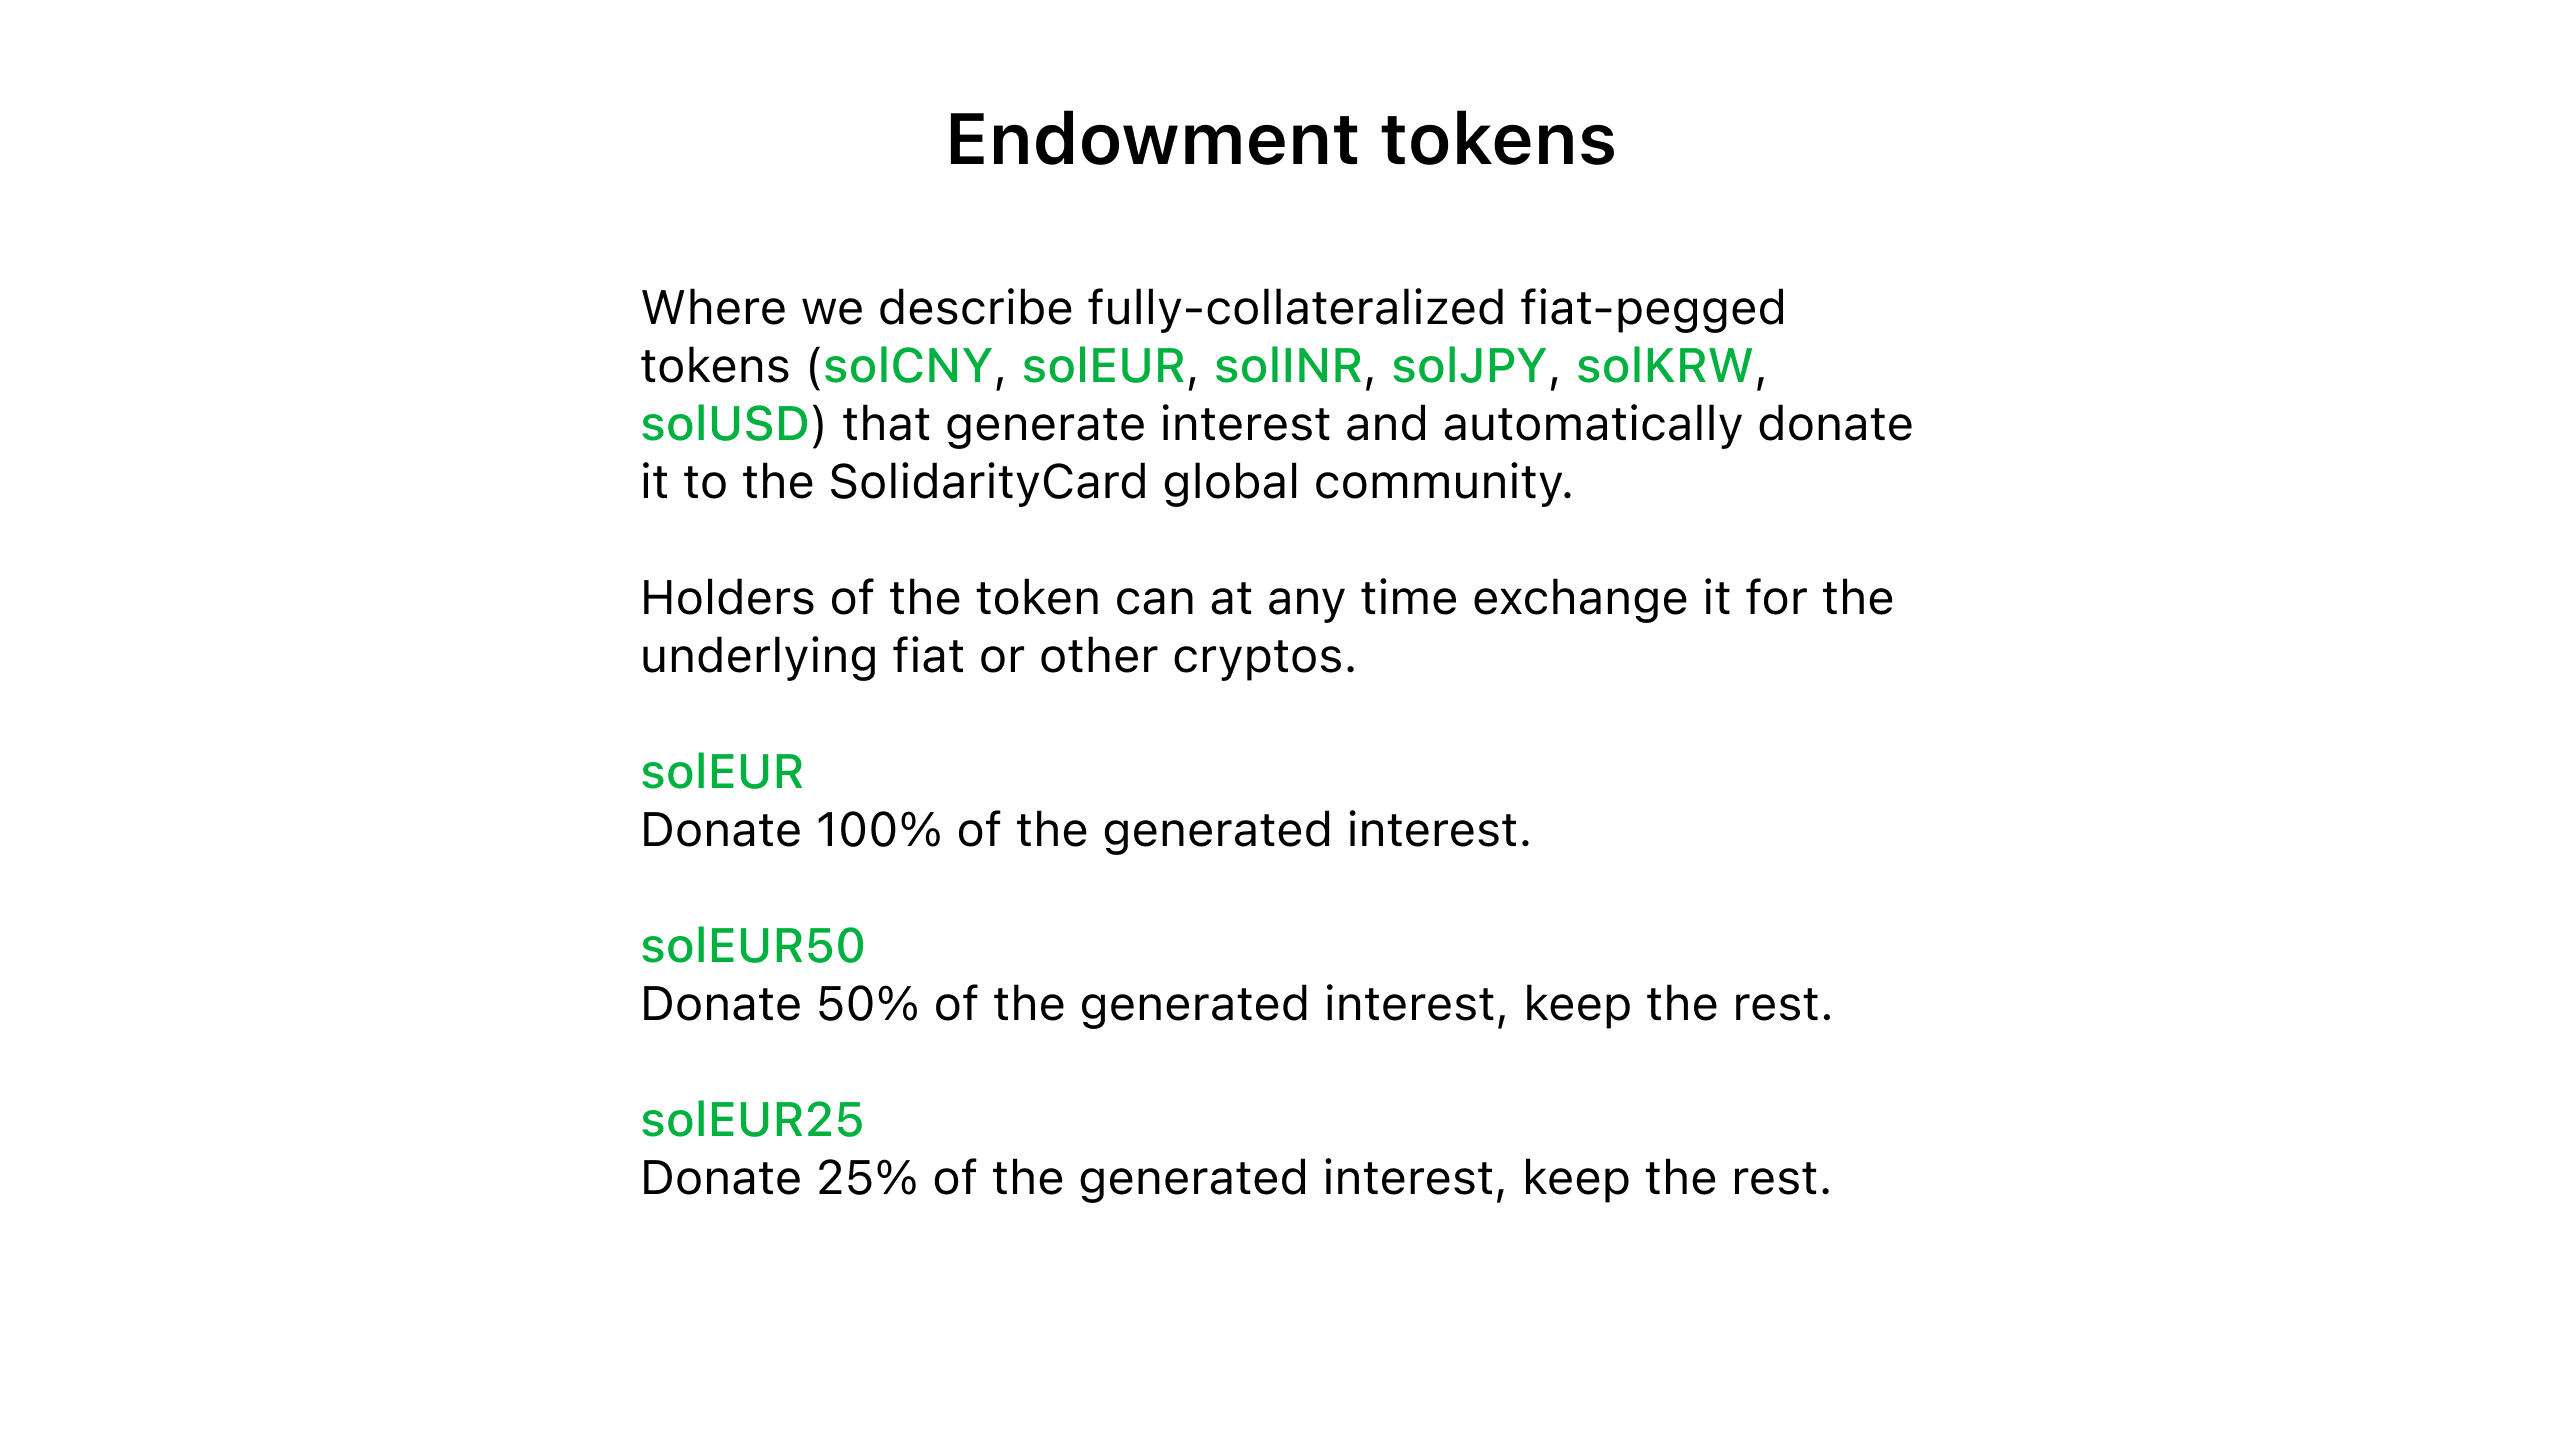 Endowment tokens
Where we describe fully-collateralized fiat-pegged
tokens (solCNY, solEUR, solINR, solJPY, solKRW,
solUSD) that generate interest and automatically donate
it to the SolidarityCard global community.
Holders of the token can at any time exchange it for the
underlying fiat or other cryptos.
solEUR
Donate 100% of the generated interest.
solEUR50
Donate 50% of the generated interest, keep the rest.
solEUR25
Donate 25% of the generated interest, keep the rest.